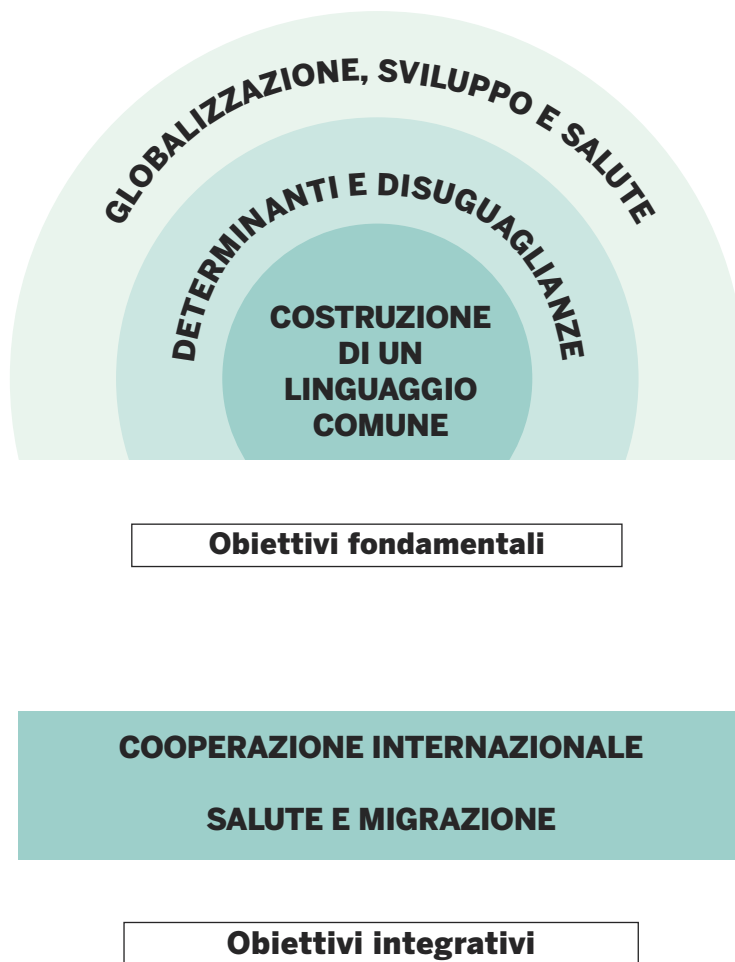 GLOBALIZZAZIONE, SVILUPPO E SALUTE
DETERMINANTI E DISUGUAGLIANZE
COSTRUZIONE
DI UN
LINGUAGGIO
COMUNE
Obiettivi fondamentali
COOPERAZIONE INTERNAZIONALE
SALUTE E MIGRAZIONE
Obiettivi integrativi